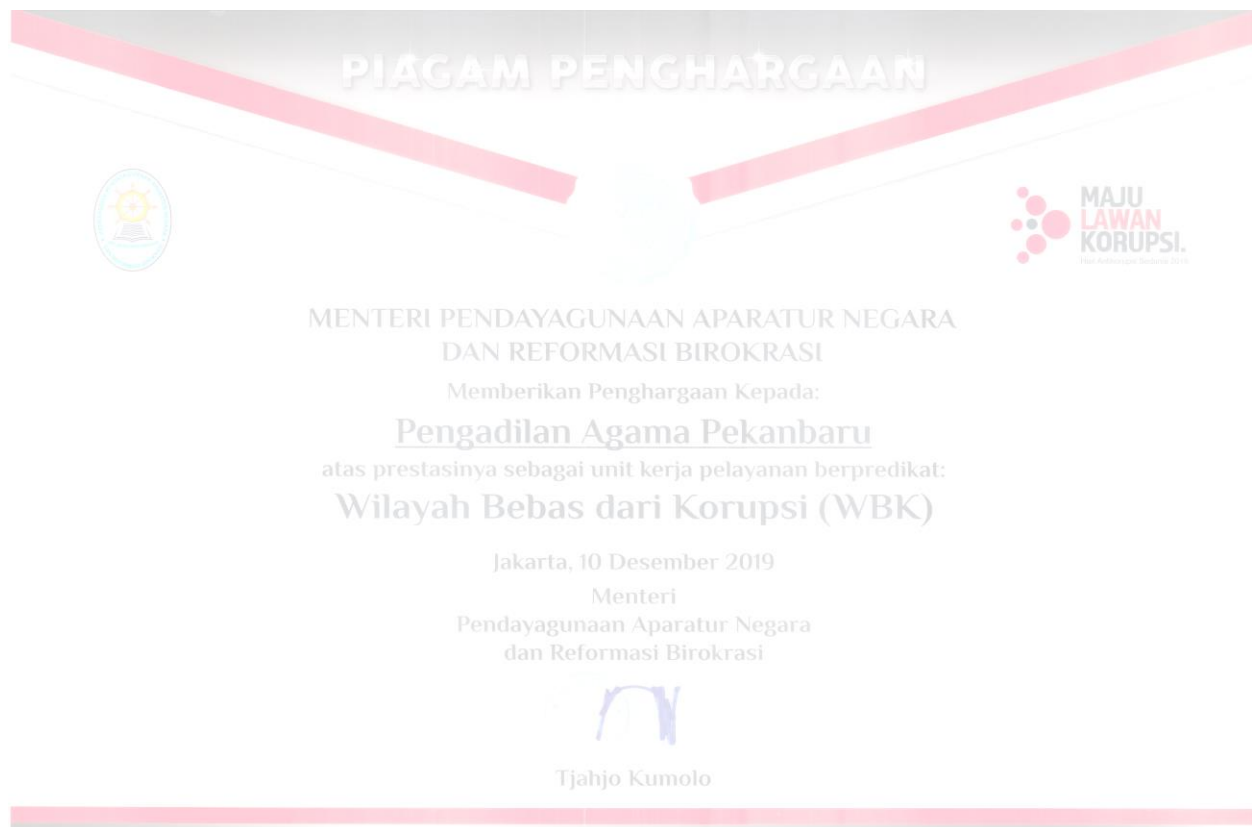 PIAGAM PENGHARGAAN
MAJU
LAWAN
KORUPSI.
MENTERI PENDAYAGUNAAN APARATUR NEGARA
DAN REFORMASI BIROKRASI
Memberikan Penghargaan Kepada:
Pengadilan Agama Pekanbaru
atas prestasinya sebagai unit kerja pelayanan berpredikat:
Wilayah Bebas dari Korupsi (WBK)
Jakarta, 10 Desember 2019
Menteri
Pendayagunaan Aparatur Negara
dan Reformasi Birokrasi
Tjahjo Kumolo